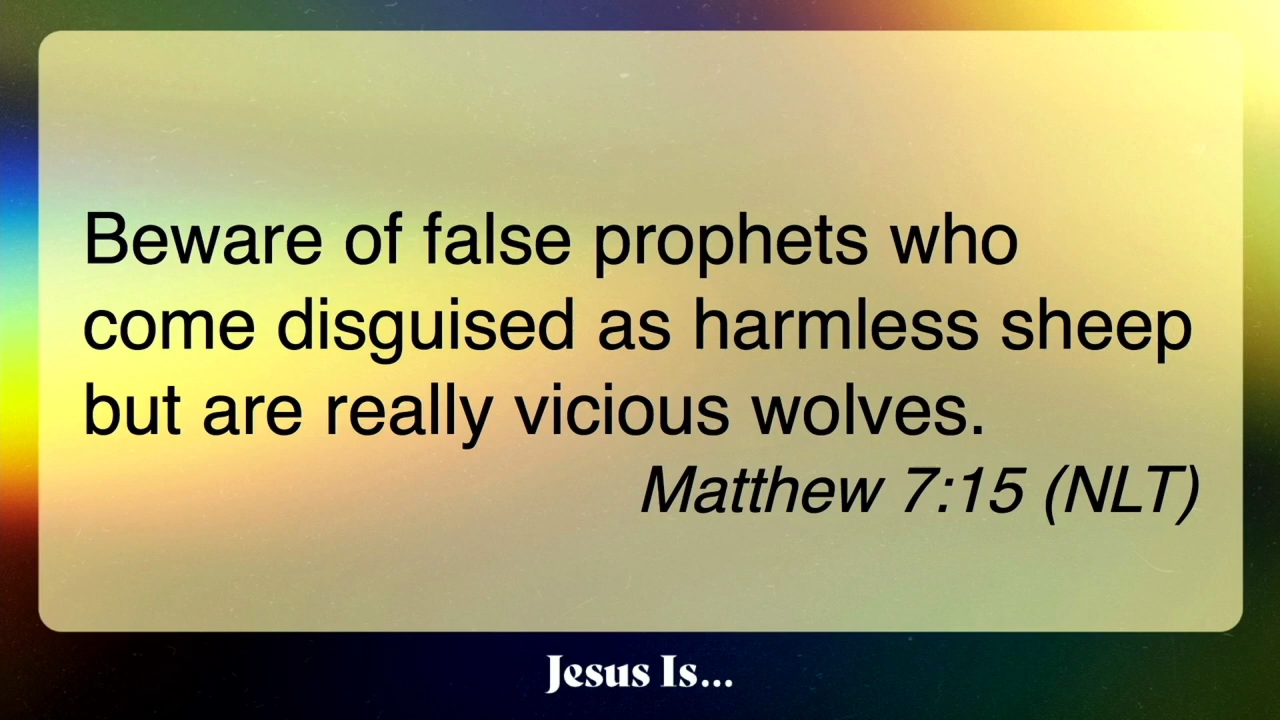 Beware of false prophets who
come disguised as harmless sheep
but are really vicious wolves.
Matthew 7:15 (NLT)
Jesus Is...